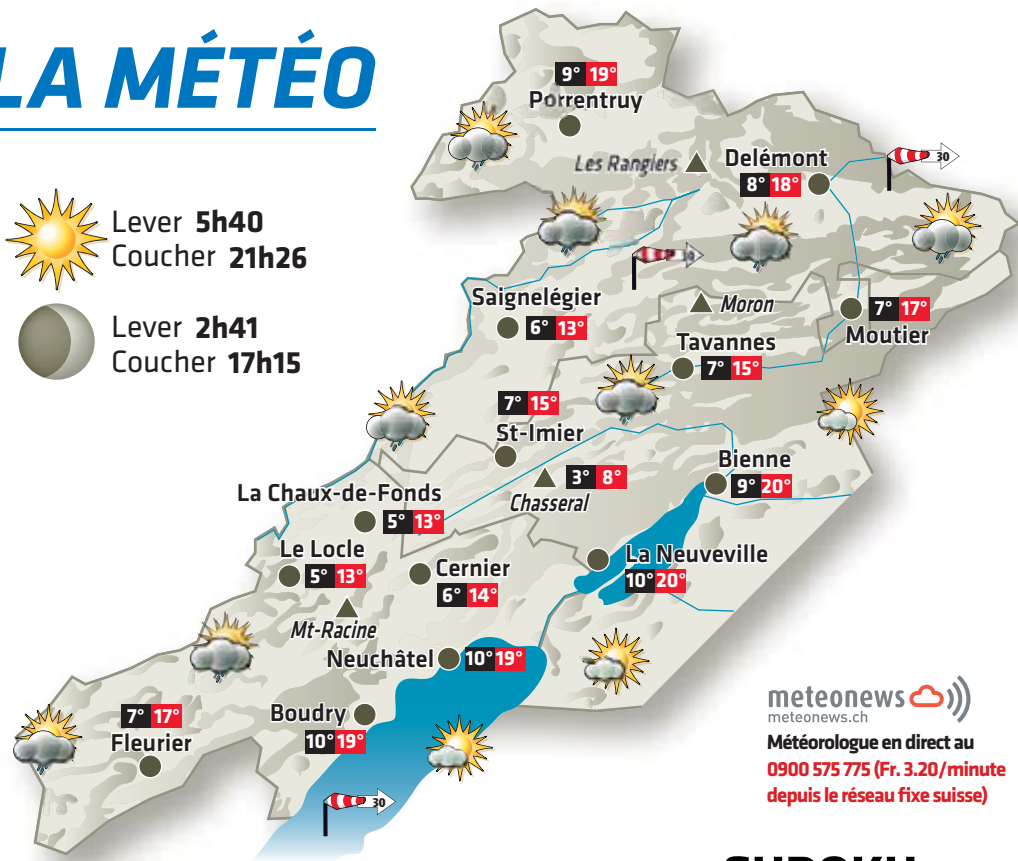 LA MÉTÉO
Lever 5h40
Coucher 21h26
Lever 2h41
Coucher 17h15
9° 19°
Porrentruy
Les Rangiers
Delémont
8° 18°
30
Saignelégier
6° 13°
Moron
7° 17°
Moutier
Tavannes
7° 15°
7° 15°
St-Imier
3° 8°
Chasseral
Bienne
9° 20°
La Chaux-de-Fonds
5° 13°
Le Locle
5° 13°
Cernier
6° 14°
La Neuveville
10° 20°
Mt-Racine
Neuchâtel 10° 19°
Boudry
10° 19°
7° 17°
Fleurier
30
meteonews
meteonews.ch
Météorologue en direct au
0900 575 775 (Fr. 3.20/minute
depuis le réseau fixe suisse)
SUDOKU